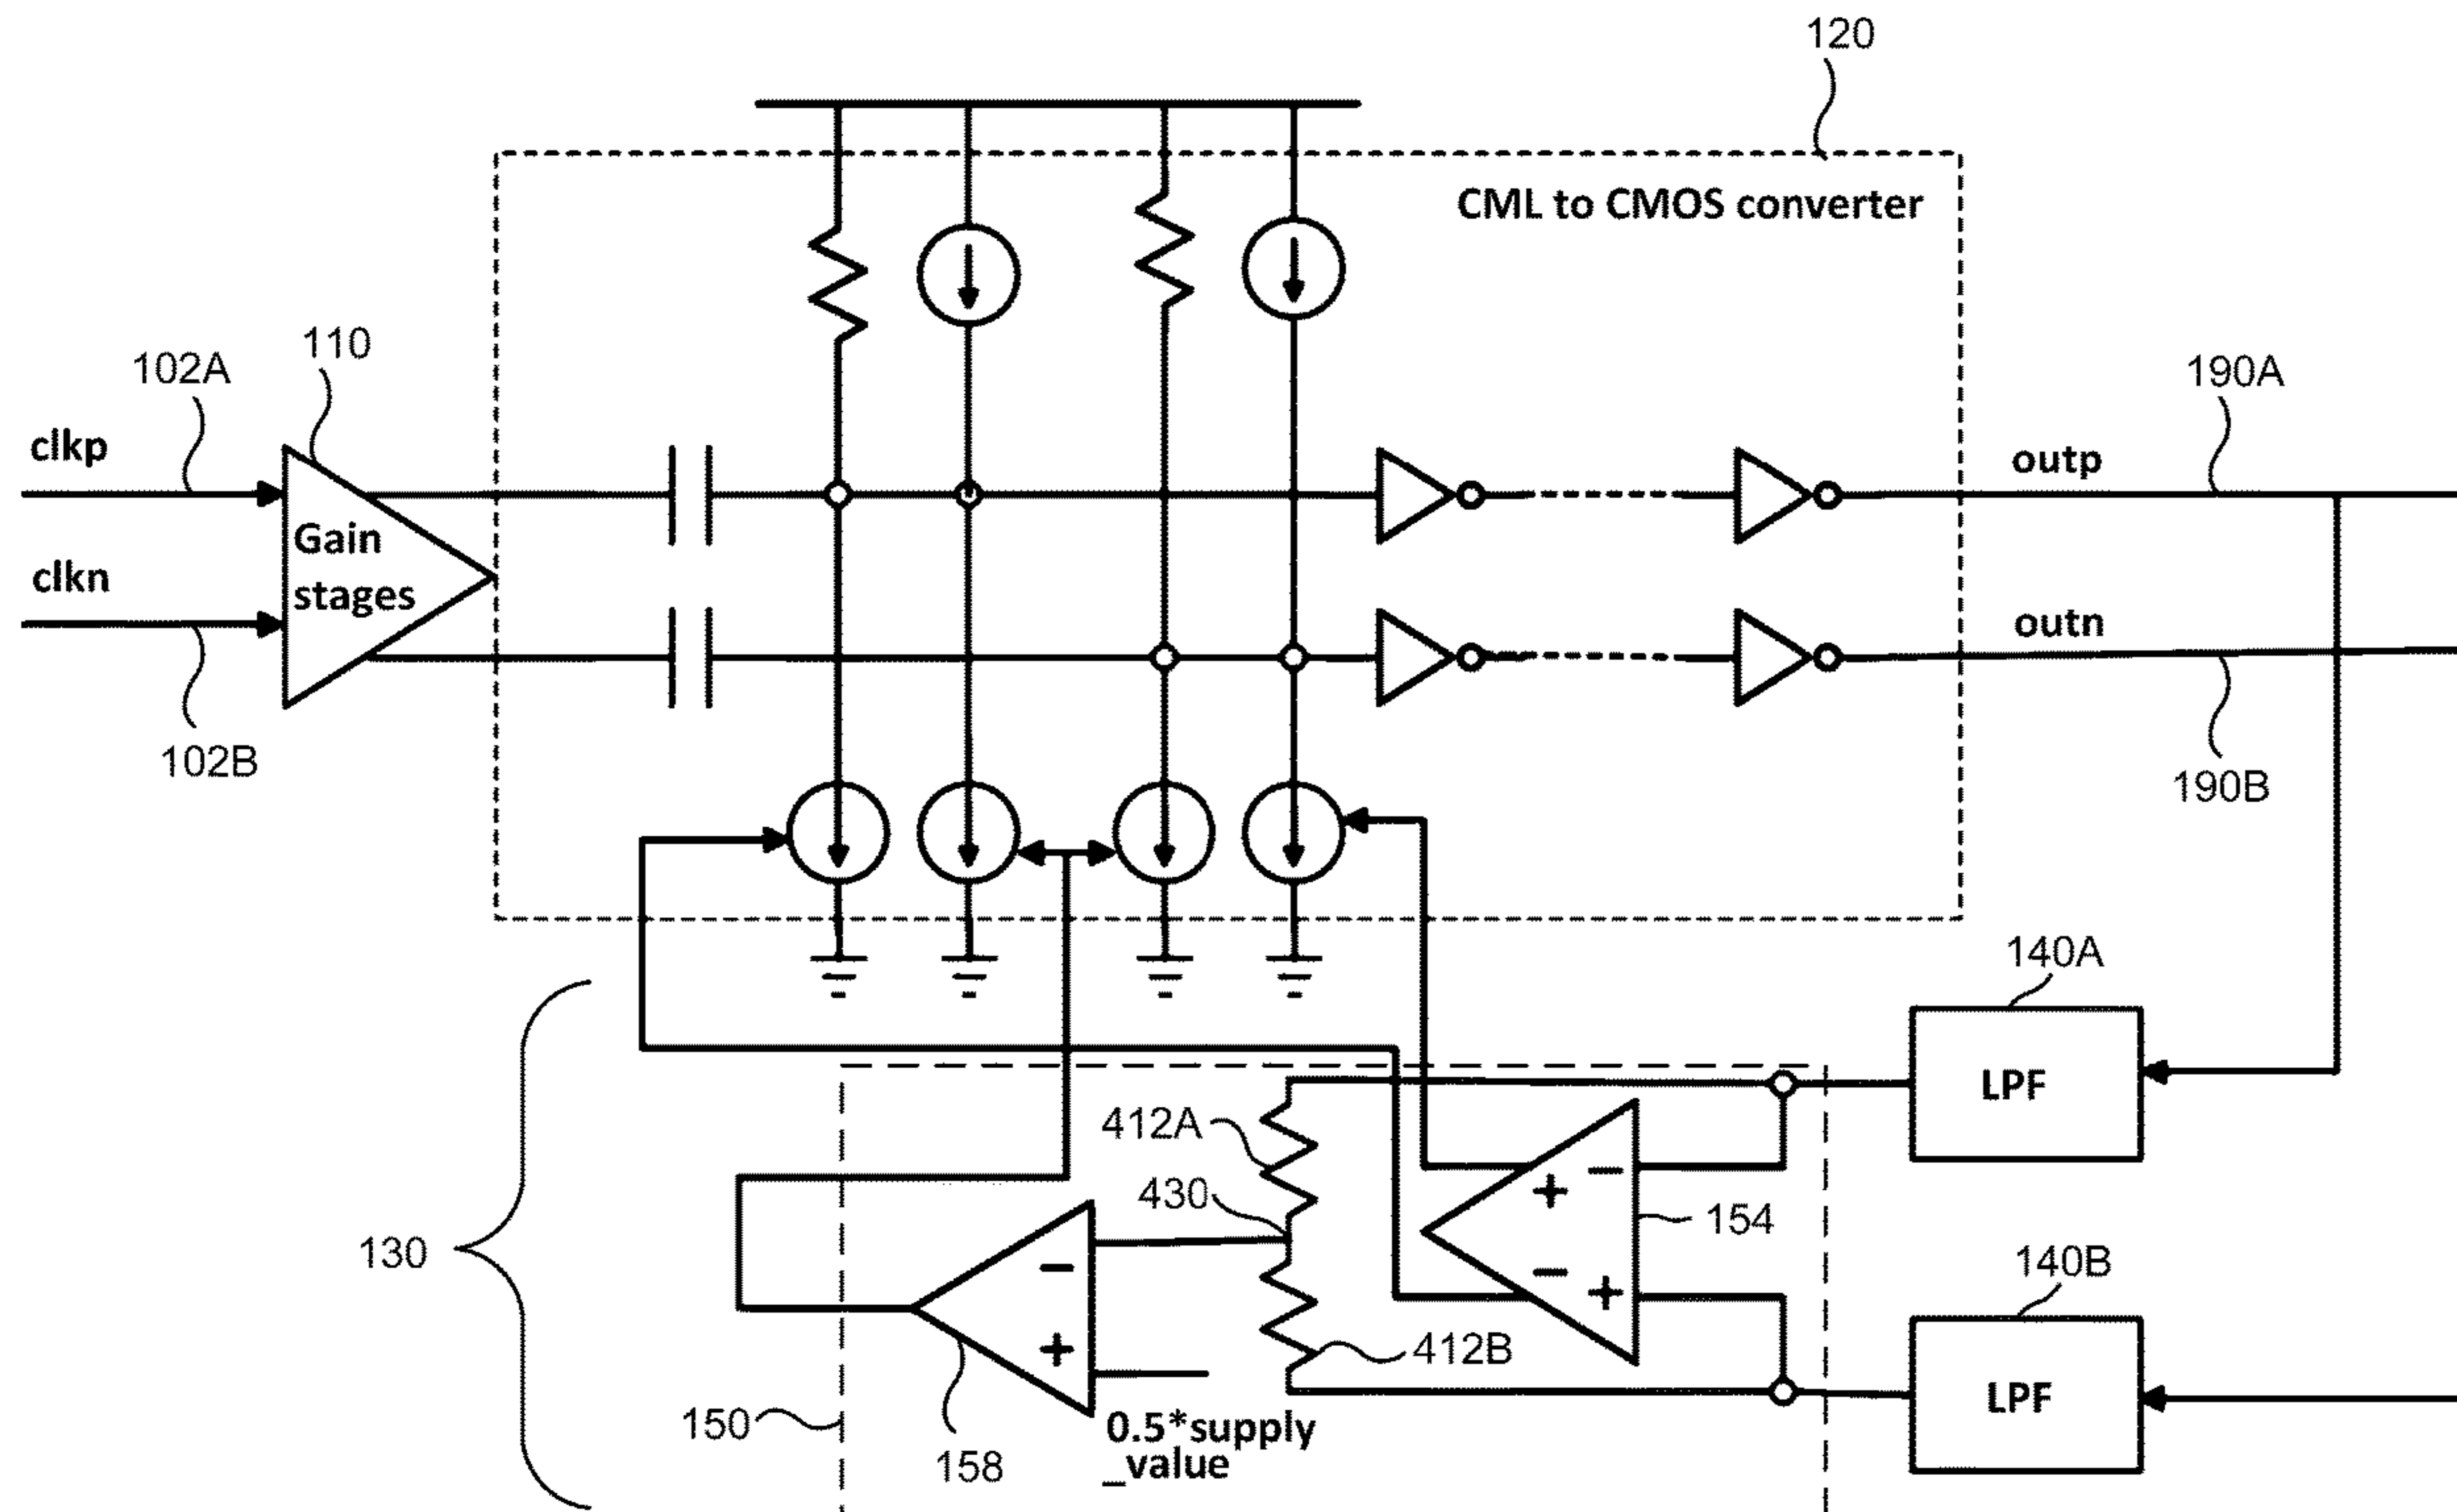 120
CML to CMOS converter
110
102A
190A
clkp
outp
Gain
stages
clkn
outn
102B
190B
140A
LPF
412A
430
+
−
154
130
−
−
+
140B
+
412B
LPF
150
0.5*supply
_value
158